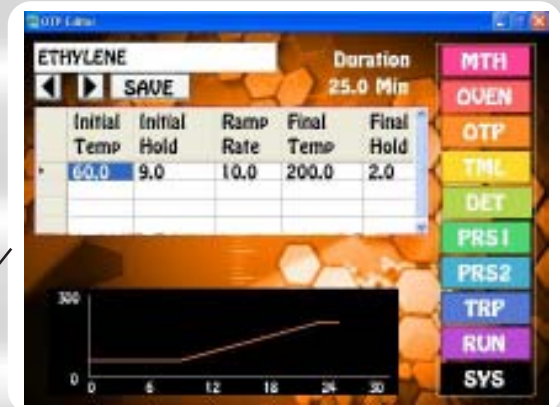 OTP Editor
ETHYLENE
Duration
SAVE
25.0 Min
Initial Temp
Initial Hold
Ramp Rate
Final Temp
Final Hold
60.0 9.0 10.0 200.0 2.0
300
0
0 6 12 18 24 30
MTH
OVEN
OTP
TML
DET
PRS1
PRS2
TRP
RUN
SYS